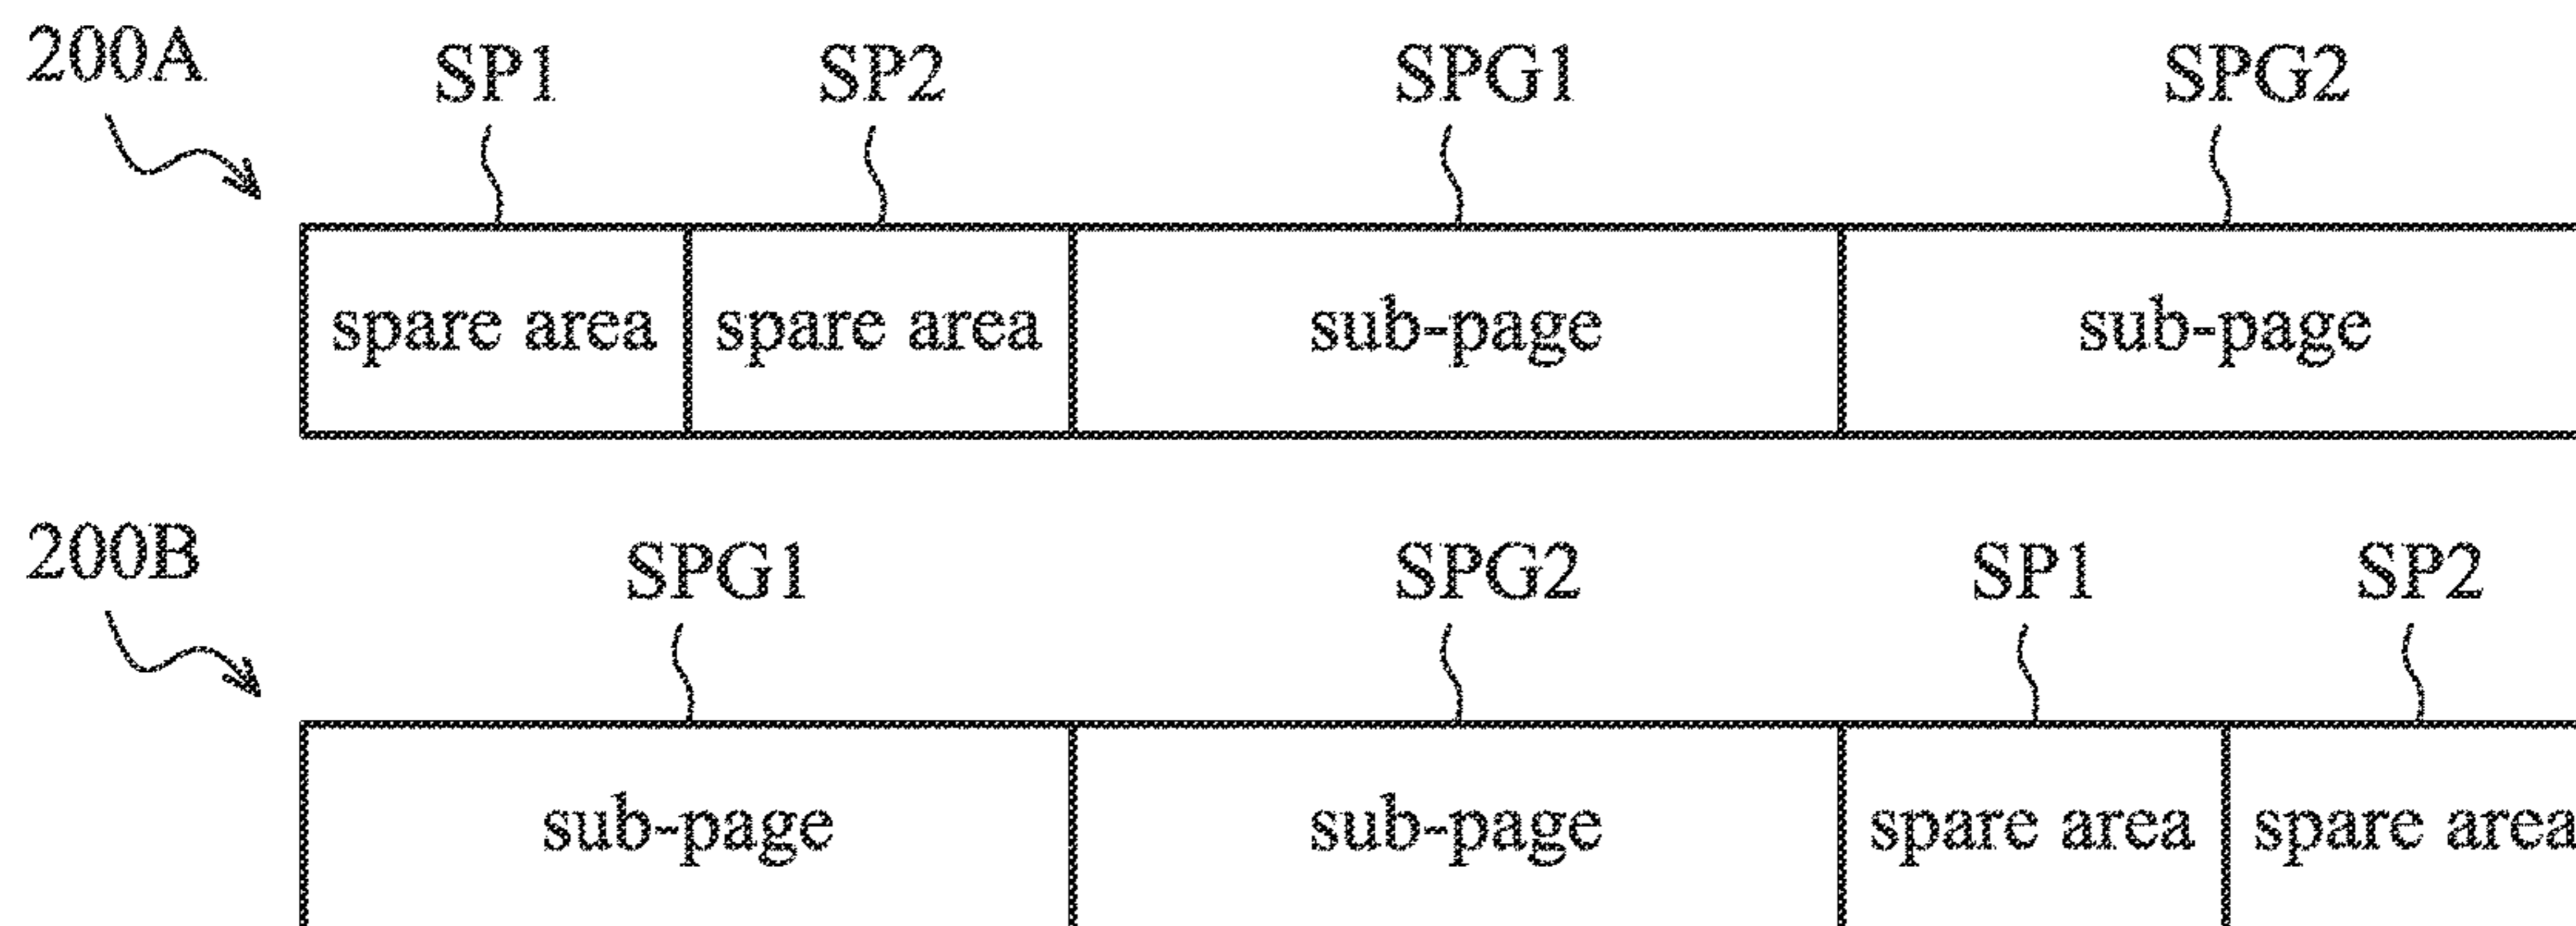 200A SP1 SP2 SPG1 SPG2
spare area spare area sub-page sub-page
200B SPG1 SPG2 SP1 SP2
sub-page sub-page spare area spare area